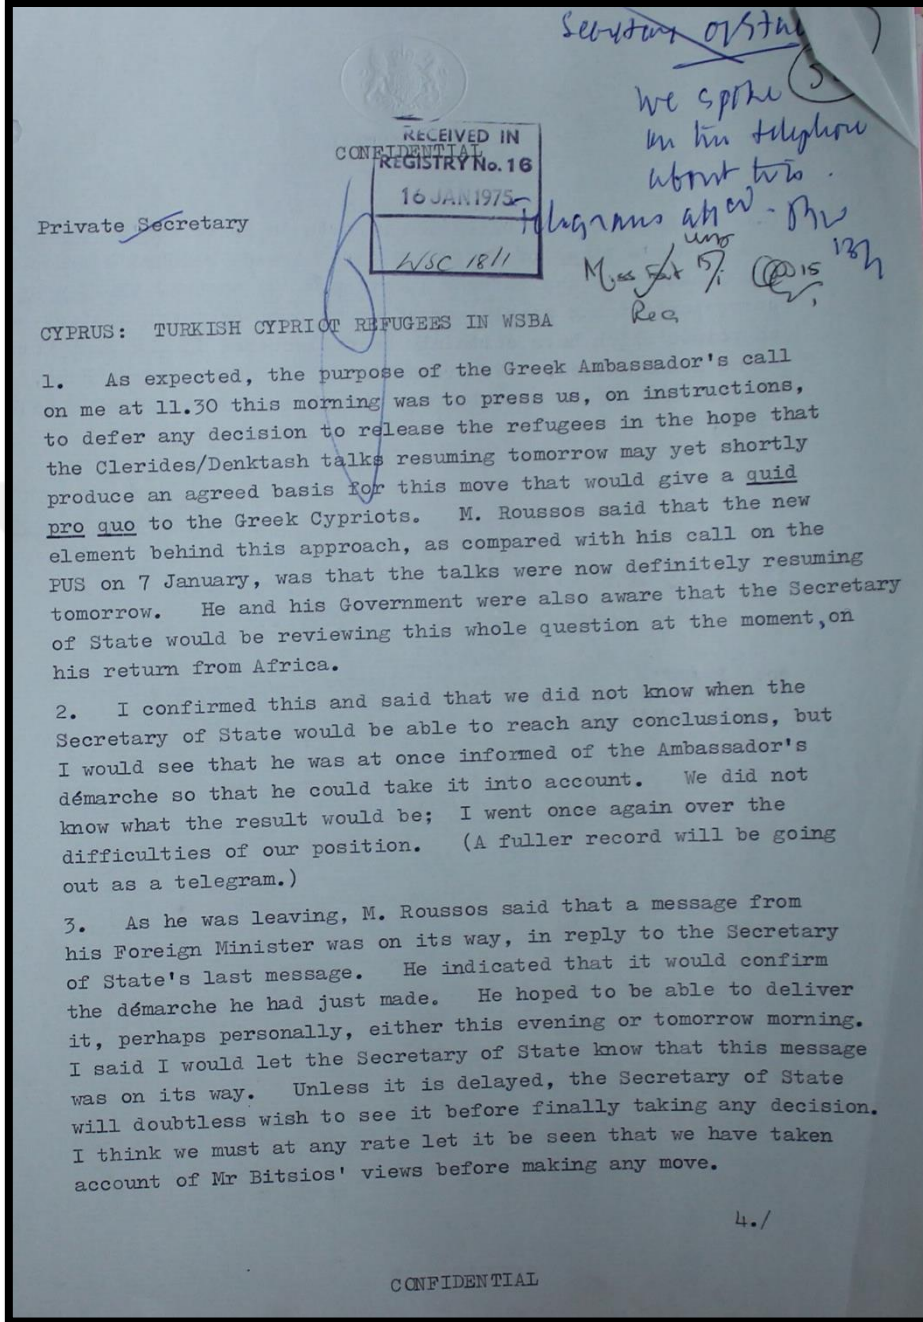 Secretary of State
We spoke
on the telephone
about this.
Telegrams attd
RECEIVED IN
CONFIDENTIAL
REGISTRY No. 16
16 JAN 1975
WSC 18/1
Private Secretary
Miss
Reg
CYPRUS: TURKISH CYPRIOT REFUGEES IN WSBA
1. As expected, the purpose of the Greek Ambassador's call
on me at 11.30 this morning was to press us, on instructions,
to defer any decision to release the refugees in the hope that
the Clerides/Denktash talks resuming tomorrow may yet shortly
produce an agreed basis for this move that would give a quid
pro quo to the Greek Cypriots. M. Roussos said that the new
element behind this approach, as compared with his call on the
PUS on 7 January, was that the talks were now definitely resuming
tomorrow. He and his Government were also aware that the Secretary
of State would be reviewing this whole question at the moment, on
his return from Africa.
2. I confirmed this and said that we did not know when the
Secretary of State would be able to reach any conclusions, but
I would see that he was at once informed of the Ambassador's
démarche so that he could take it into account. We did not
know what the result would be; I went once again over the
difficulties of our position. (A fuller record will be going
out as a telegram.)
3. As he was leaving, M. Roussos said that a message from
his Foreign Minister was on its way, in reply to the Secretary
of State's last message. He indicated that it would confirm
the démarche he had just made. He hoped to be able to deliver
it, perhaps personally, either this evening or tomorrow morning.
I said I would let the Secretary of State know that this message
was on its way. Unless it is delayed, the Secretary of State
will doubtless wish to see it before finally taking any decision.
I think we must at any rate let it be seen that we have taken
account of Mr Bitsios' views before making any move.
4./
CONFIDENTIAL